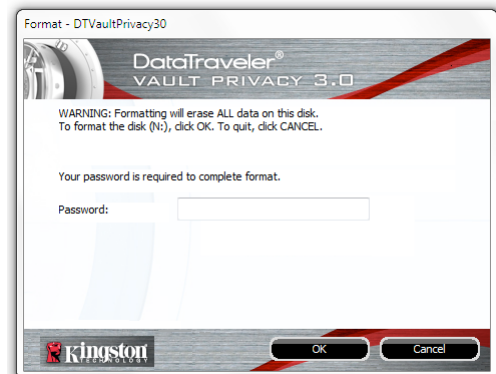 Format - DTVaultPrivacy30
DataTraveler®
VAULT PRIVACY 3.0
WARNING: Formatting will erase ALL data on this disk.
To format the disk (N:), click OK. To quit, click CANCEL.
Your password is required to complete format.
Password:
Kingston
TECHNOLOGY
OK
Cancel